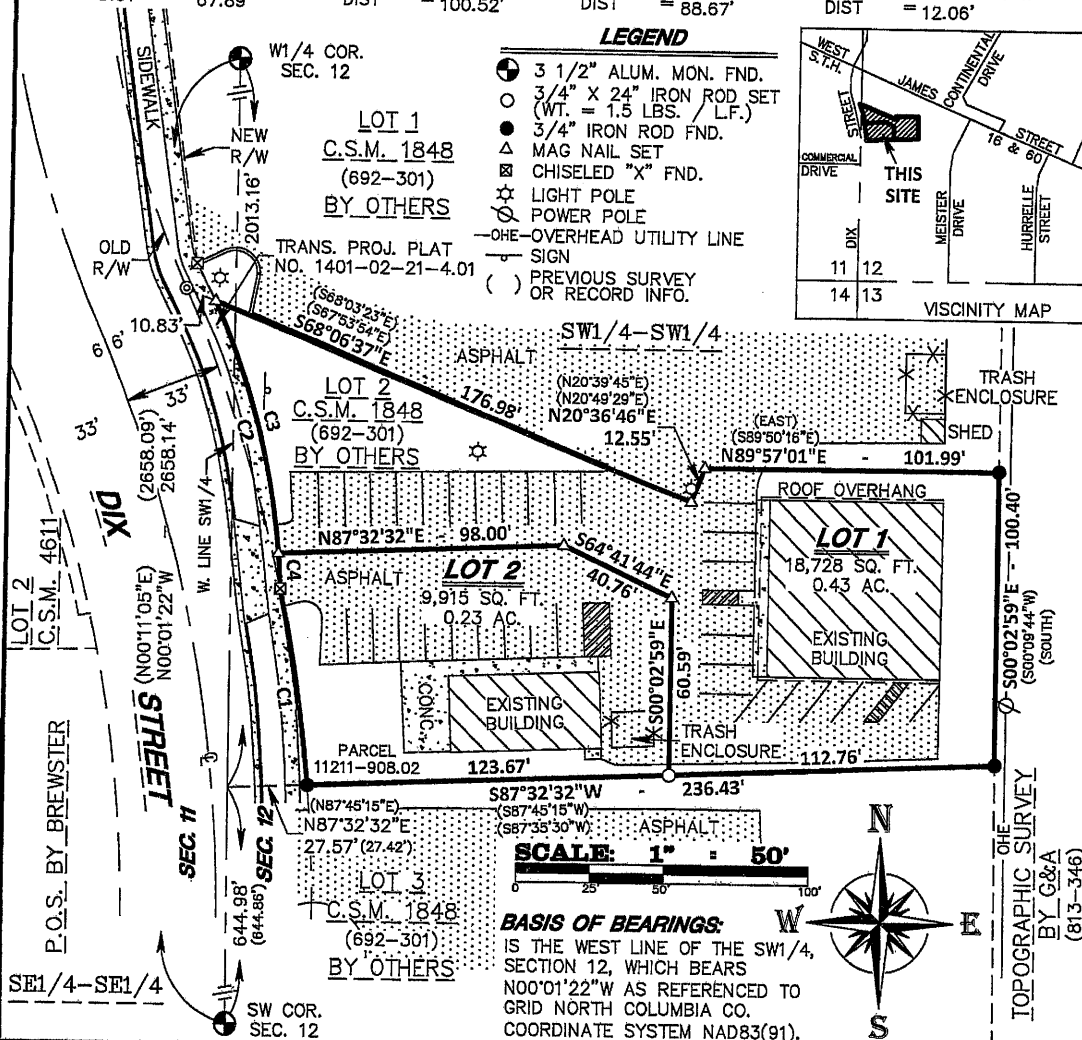 67.89'
DIST = 100.52'
DIST = 88.67'
DIST = 12.06'
LEGEND
3 1/2" ALUM. MON. FND.
3/4" X 24" IRON ROD SET
(WT. = 1.5 LBS. / L.F.)
3/4" IRON ROD FND.
MAG NAIL SET
CHISELED "X" FND.
LIGHT POLE
POWER POLE
-OHE- OVERHEAD UTILITY LINE
SIGN
( ) PREVIOUS SURVEY
OR RECORD INFO.
WEST
S.T.H.
JAMES
CONTINENTAL
DRIVE
STREET
16 & 60
STREET
COMMERCIAL
DRIVE
THIS
SITE
DIX
MEISTER
DRIVE
HURRELLE
STREET
11 12
14 13
VISCINITY MAP
SIDEWALK
W1/4 COR.
SEC. 12
NEW
R/W
2013.16'
LOT 1
C.S.M. 1848
(692-301)
BY OTHERS
OLD
R/W
TRANS. PROJ. PLAT
NO. 1401-02-21-4.01
10.83'
66'
33'
33'
(S68°03'23"E)
(S67°53'54"E)
S68°06'37"E
176.98'
ASPHALT
SW1/4-SW1/4
(N20°39'45"E)
(N20°49'29"E)
N20°36'46"E
12.55'
(EAST)
(S89°50'16"E)
N89°57'01"E - 101.99'
TRASH
ENCLOSURE
SHED
LOT 2
C.S.M. 1848
(692-301)
BY OTHERS
C3
C2
W. LINE SW1/4
(2658.09')
2658.14'
(N00°11'05"E)
N00°01'22"W
DIX
STREET
LOT 2
C.S.M. 4611
P.O.S. BY BREWSTER
N87°32'32"E - 98.00'
S64°41'44"E
40.76'
ASPHALT
LOT 2
9,915 SQ. FT.
0.23 AC.
C4
C1
S00°02'59"E
60.59'
ROOF OVERHANG
LOT 1
18,728 SQ. FT.
0.43 AC.
EXISTING
BUILDING
S00°02'59"E - 100.40'
(S00°09'44"W)
(SOUTH)
CONC.
EXISTING
BUILDING
TRASH
ENCLOSURE
PARCEL
11211-908.02
123.67'
112.76'
S87°32'32"W - 236.43'
(S87°45'15"W)
(S87°35'30"W)
ASPHALT
(N87°45'15"E)
N87°32'32"E
27.57' (27.42')
SEC. 11
SEC. 12
644.98'
(644.86')
LOT 3
C.S.M. 1848
(692-301)
BY OTHERS
SE1/4-SE1/4
SW COR.
SEC. 12
SCALE: 1" = 50'
0 25' 50' 100'
BASIS OF BEARINGS:
IS THE WEST LINE OF THE SW1/4,
SECTION 12, WHICH BEARS
N00°01'22"W AS REFERENCED TO
GRID NORTH COLUMBIA CO.
COORDINATE SYSTEM NAD83(91).
N
W
E
S
OHE
TOPOGRAPHIC SURVEY
BY G&A
(813-346)